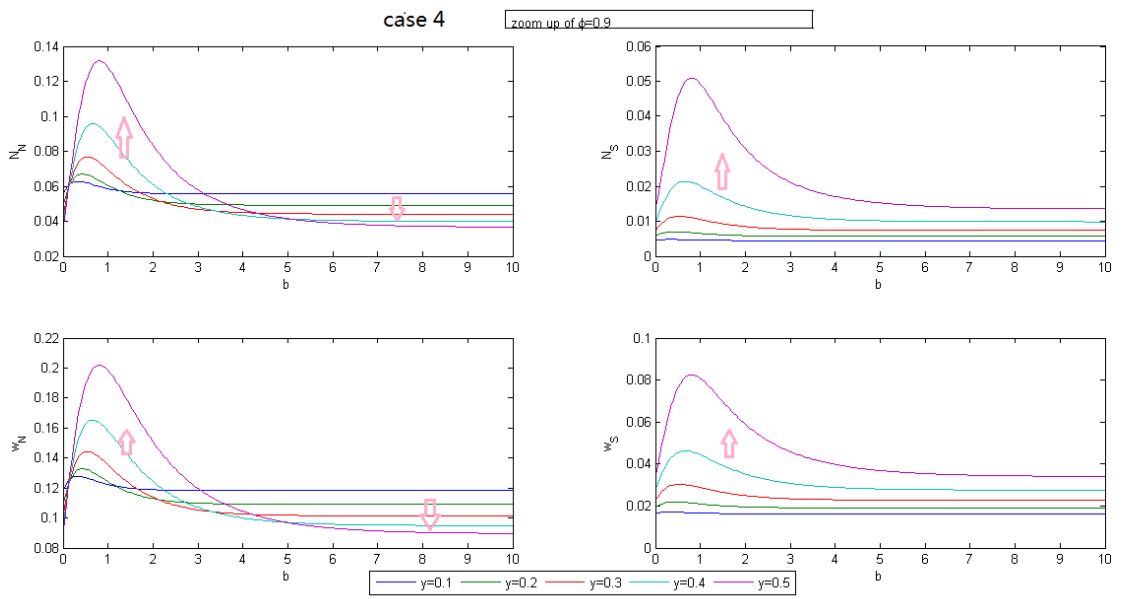 case 4
zoom up of ϕ=0.9
0.14
0.12
0.1
0.08
0.06
0.04
0.02
N_N
0 1 2 3 4 5 6 7 8 9 10
b
0.06
0.05
0.04
0.03
0.02
0.01
0
N_S
0 1 2 3 4 5 6 7 8 9 10
b
0.22
0.2
0.18
0.16
0.14
0.12
0.1
0.08
w_N
0 1 2 3 4 5 6 7 8 9 10
b
0.1
0.08
0.06
0.04
0.02
0
w_S
0 1 2 3 4 5 6 7 8 9 10
b
y=0.1 y=0.2 y=0.3 y=0.4 y=0.5